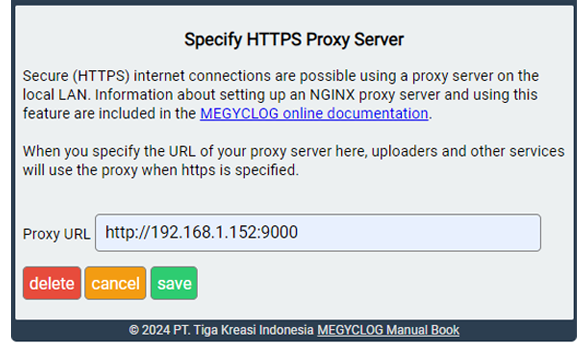 Specify HTTPS Proxy Server
Secure (HTTPS) internet connections are possible using a proxy server on the
local LAN. Information about setting up an NGINX proxy server and using this
feature are included in the MEGYCLOG online documentation.
When you specify the URL of your proxy server here, uploaders and other services
will use the proxy when https is specified.
Proxy URL http://192.168.1.152:9000
delete cancel save
© 2024 PT. Tiga Kreasi Indonesia MEGYCLOG Manual Book